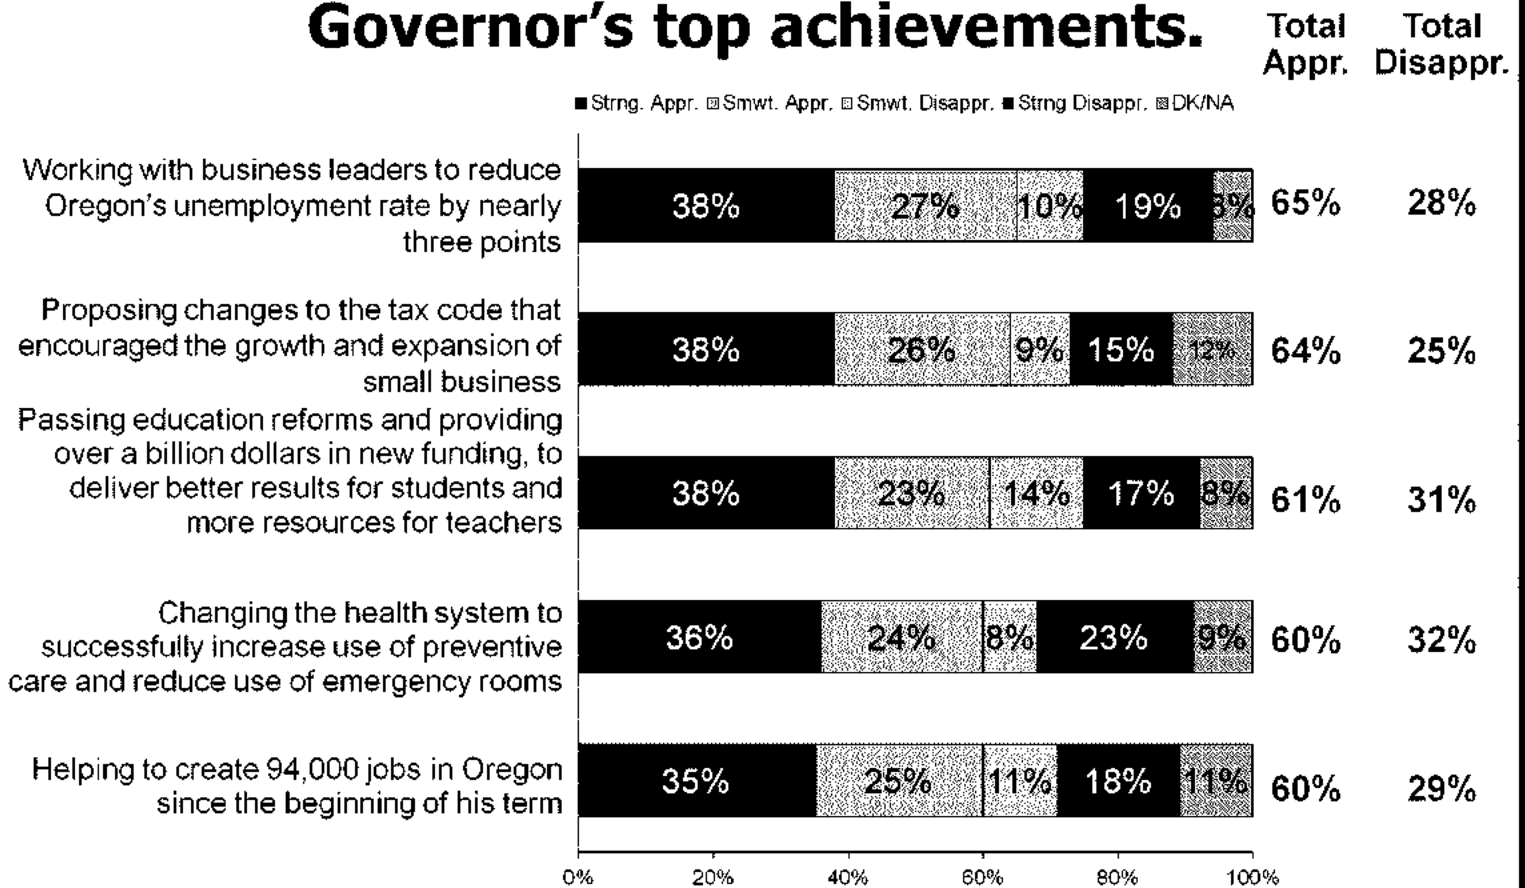 Governor's top achievements.
Total Appr.
Total Disappr.
Strng. Appr. Smwt. Appr. Smwt. Disappr. Strng Disappr. DK/NA
Working with business leaders to reduce
Oregon's unemployment rate by nearly
three points
38% 27% 10% 19% 65% 28%
Proposing changes to the tax code that
encouraged the growth and expansion of
small business
38% 26% 9% 15% 12% 64% 25%
Passing education reforms and providing
over a billion dollars in new funding, to
deliver better results for students and
more resources for teachers
38% 23% 14% 17% 8% 61% 31%
Changing the health system to
successfully increase use of preventive
care and reduce use of emergency rooms
36% 24% 8% 23% 9% 60% 32%
Helping to create 94,000 jobs in Oregon
since the beginning of his term
35% 25% 11% 18% 11% 60% 29%
0% 20% 40% 60% 80% 100%